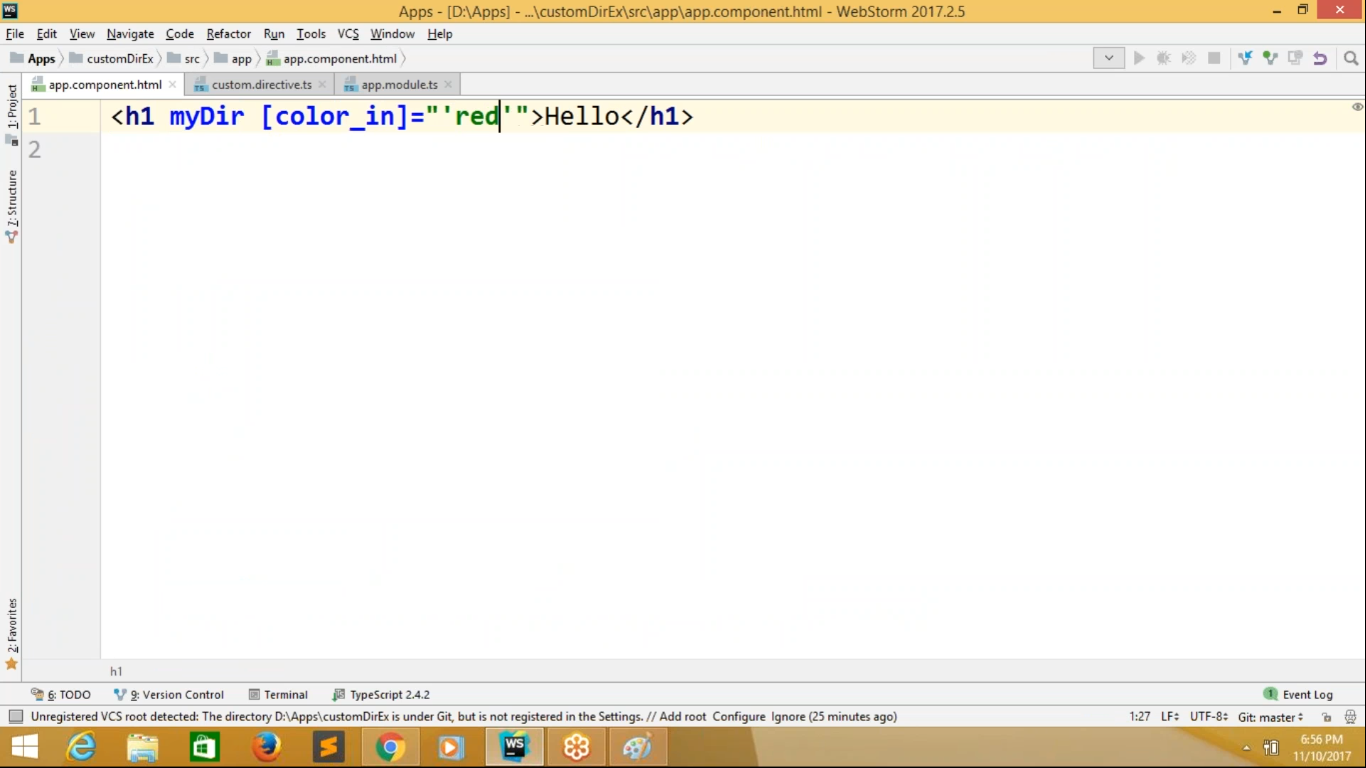 WS Apps - [D:\Apps] - ...\customDirEx\src\app\app.component.html - WebStorm 2017.2.5
File Edit View Navigate Code Refactor Run Tools VCS Window Help
Apps customDirEx src app app.component.html
app.component.html custom.directive.ts app.module.ts
1: Project
7: Structure
2: Favorites
1 <h1 myDir [color_in]="'red'">Hello</h1>
2
h1
6: TODO 9: Version Control Terminal TypeScript 2.4.2 1 Event Log
Unregistered VCS root detected: The directory D:\Apps\customDirEx is under Git, but is not registered in the Settings. // Add root Configure Ignore (25 minutes ago) 1:27 LF UTF-8 Git: master
WS 6:56 PM
11/10/2017